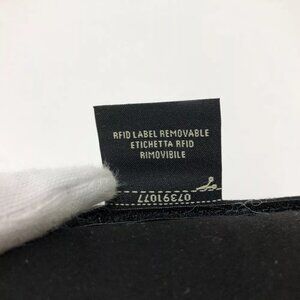 RFID LABEL REMOVABLE
ETICHETTA RFID
RIMOVIBILE
07391077